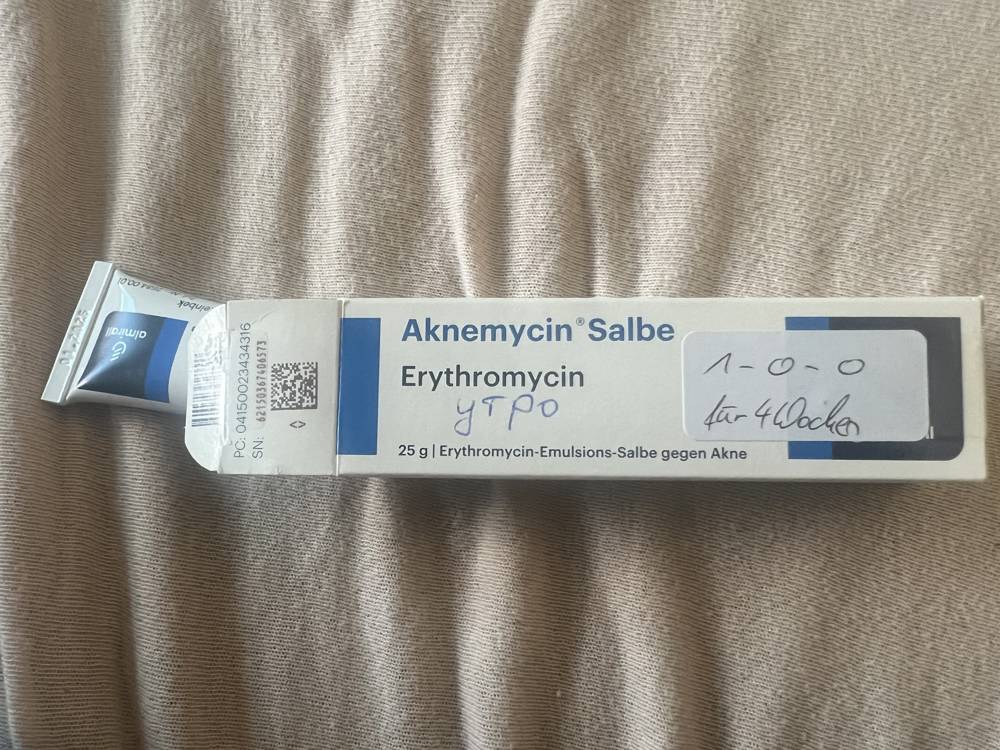 Aknemycin® Salbe
Erythromycin
утро
25 g | Erythromycin-Emulsions-Salbe gegen Akne
1-0-0
für 4 Wochen
PC: 04150023434316
SN: 62150367406573
almirall